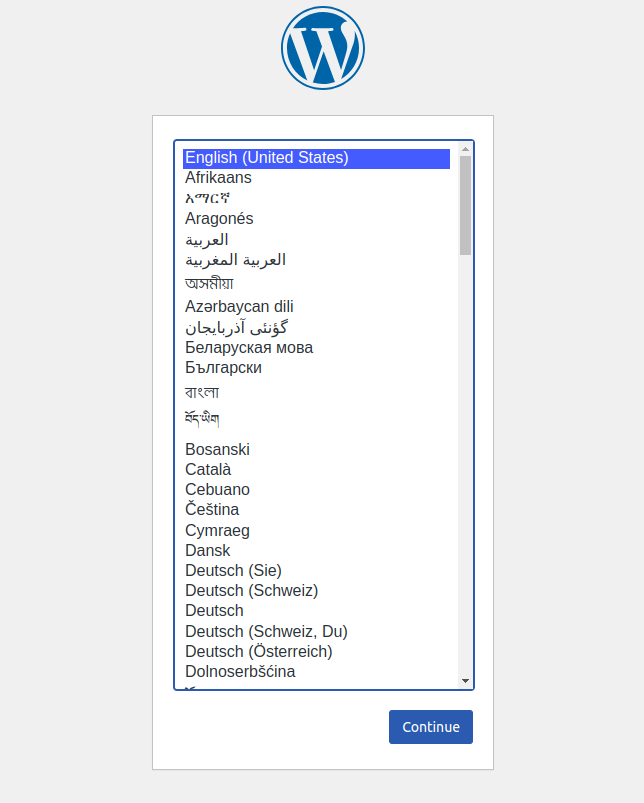 English (United States)
Afrikaans
አማርኛ
Aragonés
العربية
العربية المغربية
অসমীয়া
Azərbaycan dili
گؤنئی آذربایجان
Беларуская мова
Български
বাংলা
བོད་ཡིག
Bosanski
Català
Cebuano
Čeština
Cymraeg
Dansk
Deutsch (Sie)
Deutsch (Schweiz)
Deutsch
Deutsch (Schweiz, Du)
Deutsch (Österreich)
Dolnoserbšćina
Continue